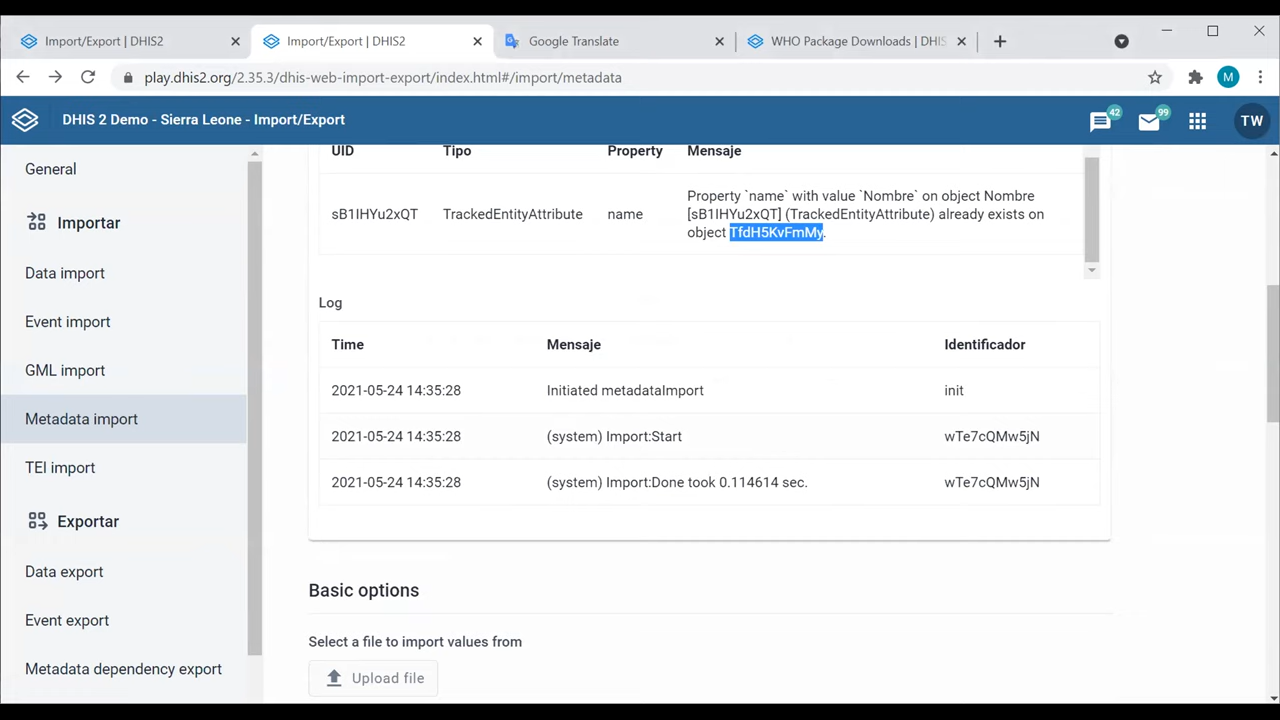 Import/Export | DHIS2
Import/Export | DHIS2
Google Translate
WHO Package Downloads | DHIS
play.dhis2.org/2.35.3/dhis-web-import-export/index.html#/import/metadata
M
DHIS 2 Demo - Sierra Leone - Import/Export
42
99
TW
General
Importar
Data import
Event import
GML import
Metadata import
TEI import
Exportar
Data export
Event export
Metadata dependency export
UID Tipo Property Mensaje
sB1IHYu2xQT TrackedEntityAttribute name Property `name` with value `Nombre` on object Nombre
[sB1IHYu2xQT] (TrackedEntityAttribute) already exists on
object TfdH5KvFmMy.
Log
Time Mensaje Identificador
2021-05-24 14:35:28 Initiated metadataImport init
2021-05-24 14:35:28 (system) Import:Start wTe7cQMw5jN
2021-05-24 14:35:28 (system) Import:Done took 0.114614 sec. wTe7cQMw5jN
Basic options
Select a file to import values from
Upload file